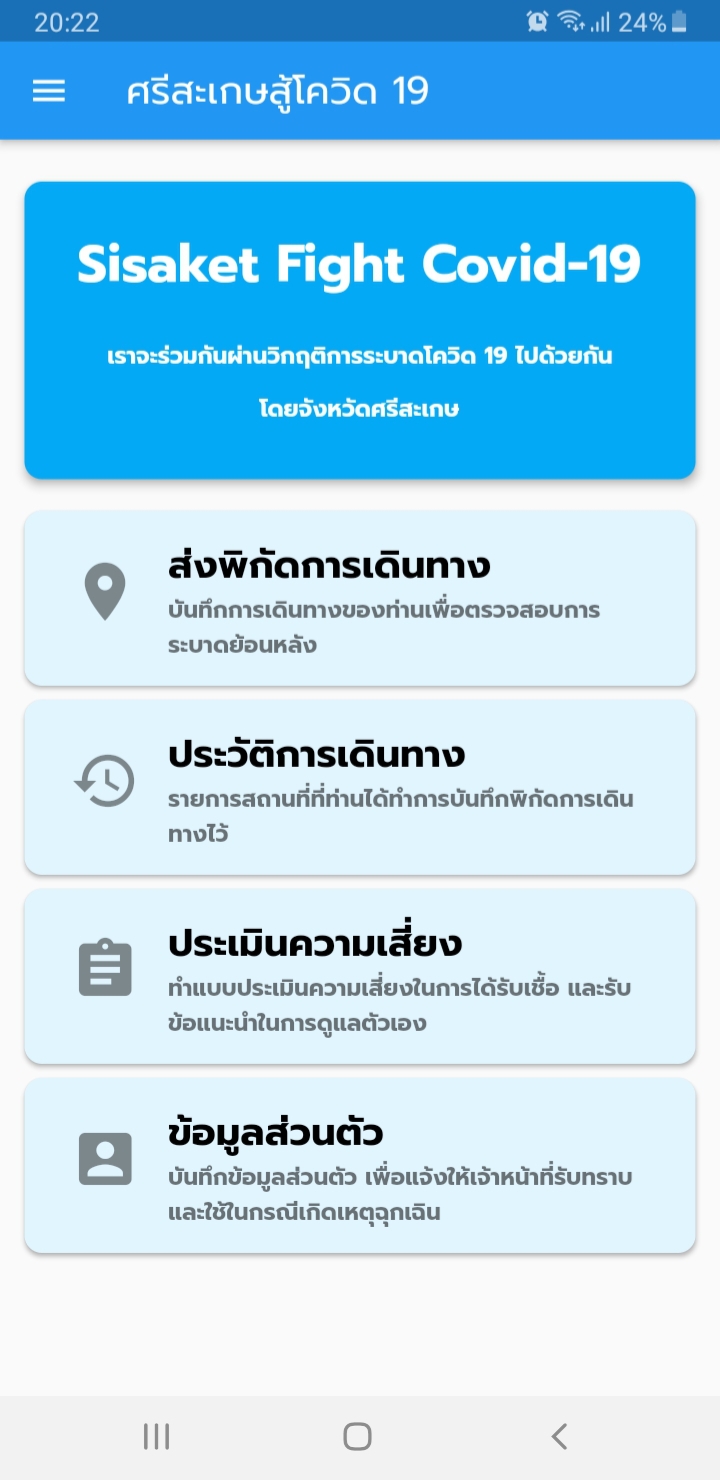 20:22
24%
ศรีสะเกษสู้โควิด 19
Sisaket Fight Covid-19
เราจะร่วมกันผ่านวิกฤติการระบาดโควิด 19 ไปด้วยกัน
โดยจังหวัดศรีสะเกษ
ส่งพิกัดการเดินทาง
บันทึกการเดินทางของท่านเพื่อตรวจสอบการ
ระบาดย้อนหลัง
ประวัติการเดินทาง
รายการสถานที่ที่ท่านได้ทำการบันทึกพิกัดการเดิน
ทางไว้
ประเมินความเสี่ยง
ทำแบบประเมินความเสี่ยงในการได้รับเชื้อ และรับ
ข้อแนะนำในการดูแลตัวเอง
ข้อมูลส่วนตัว
บันทึกข้อมูลส่วนตัว เพื่อแจ้งให้เจ้าหน้าที่รับทราบ
และใช้ในกรณีเกิดเหตุฉุกเฉิน